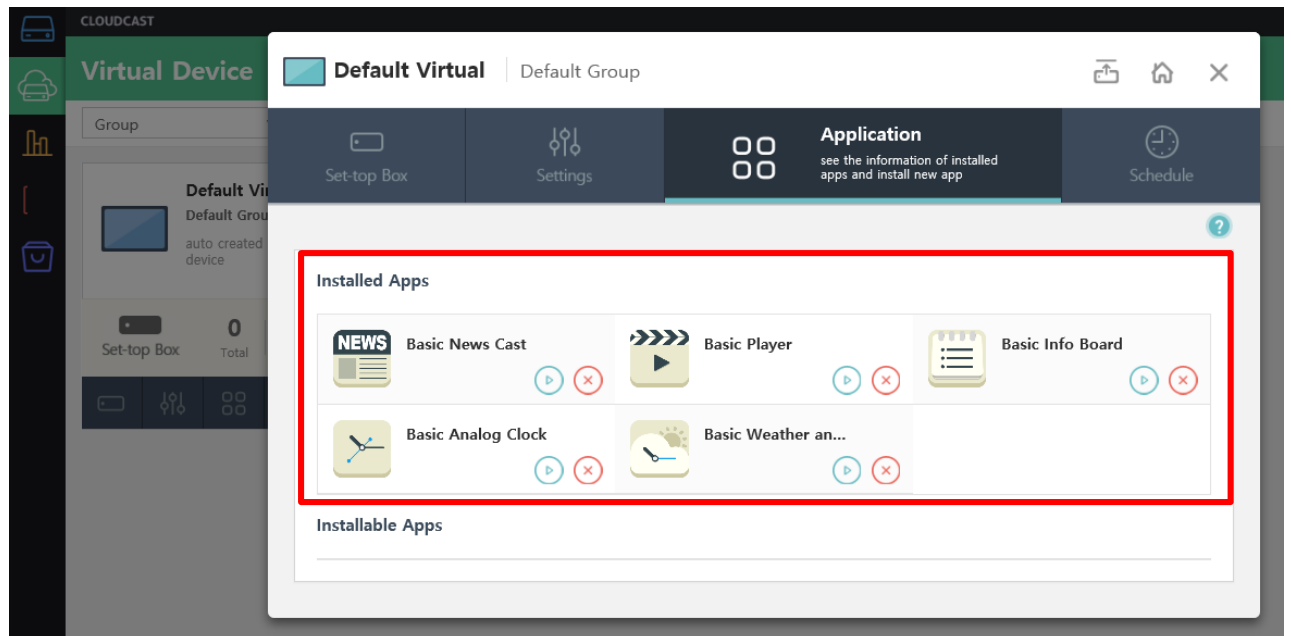 CLOUDCAST
Virtual Device
Group
Default Vi
Default Grou
auto created
device
Set-top Box
0
Total
Default Virtual
Default Group
Set-top Box
Settings
Application
see the information of installed
apps and install new app
Schedule
?
Installed Apps
NEWS
Basic News Cast
Basic Player
Basic Info Board
Basic Analog Clock
Basic Weather an...
Installable Apps